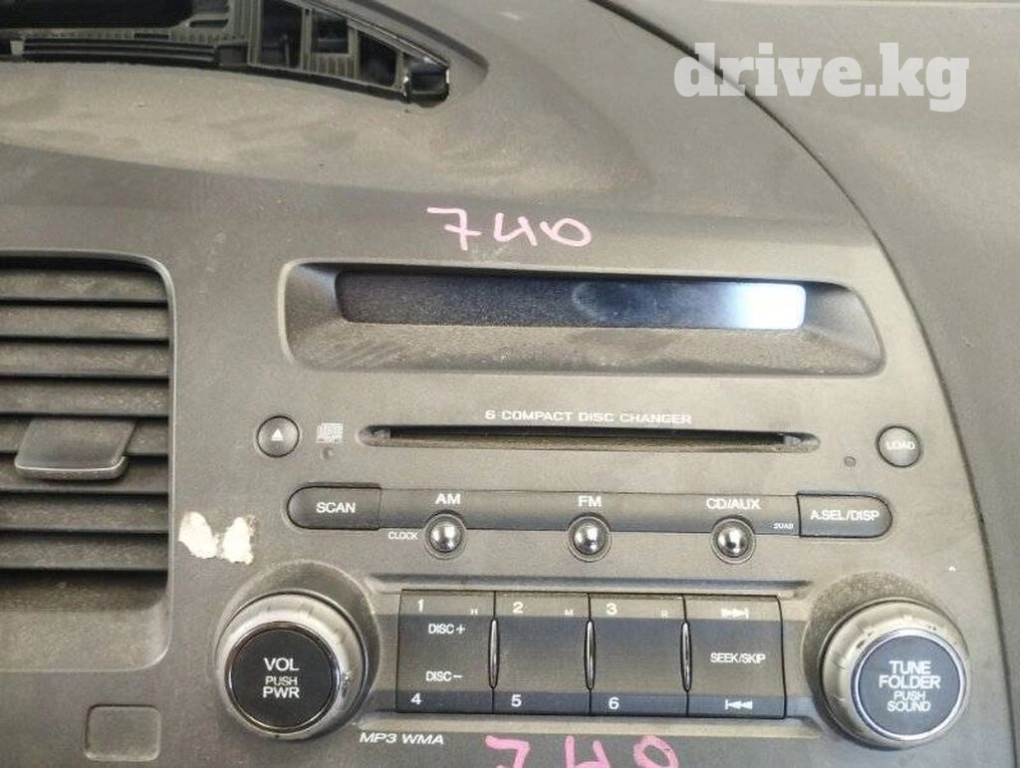 drive.kg
740
6 COMPACT DISC CHANGER
LOAD
SCAN
AM
FM
CD/AUX
A.SEL/DISP
CLOCK
1 H
2 M
3 R
DISC+
SEEK/SKIP
DISC−
4
5
6
VOL
PUSH
PWR
TUNE
FOLDER
PUSH
SOUND
MP3 WMA
740